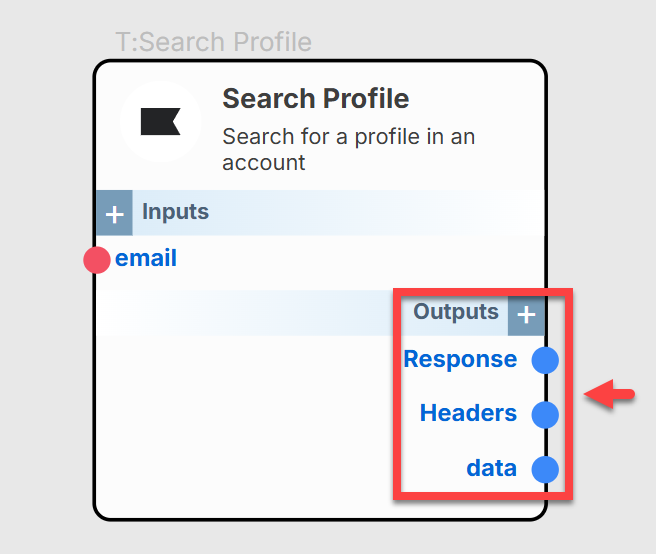 T:Search Profile
Search Profile
Search for a profile in an
account
+ Inputs
email
Outputs +
Response
Headers
data